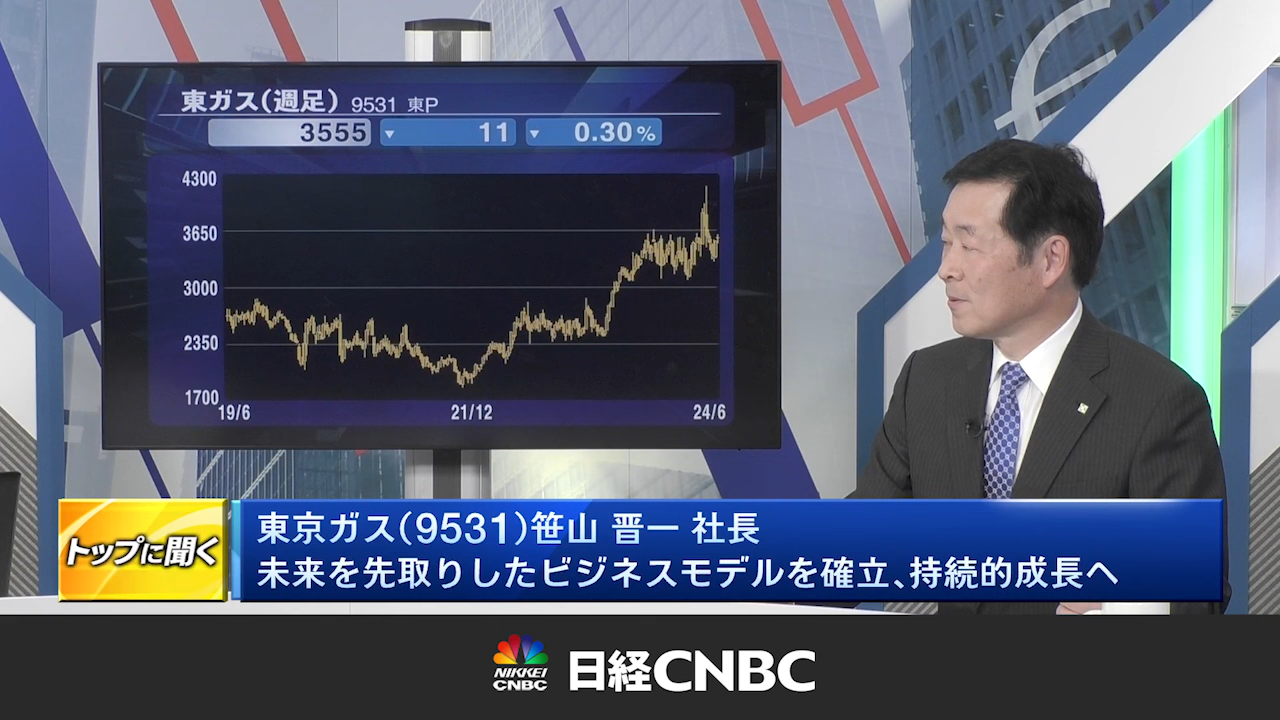 東ガス(週足) 9531 東P
3555 ▼ 11 ▼ 0.30%
4300
3650
3000
2350
1700
19/6 21/12 24/6
トップに聞く
東京ガス(9531)笹山 晋一 社長
未来を先取りしたビジネスモデルを確立、持続的成長へ
NIKKEI
CNBC
日経CNBC